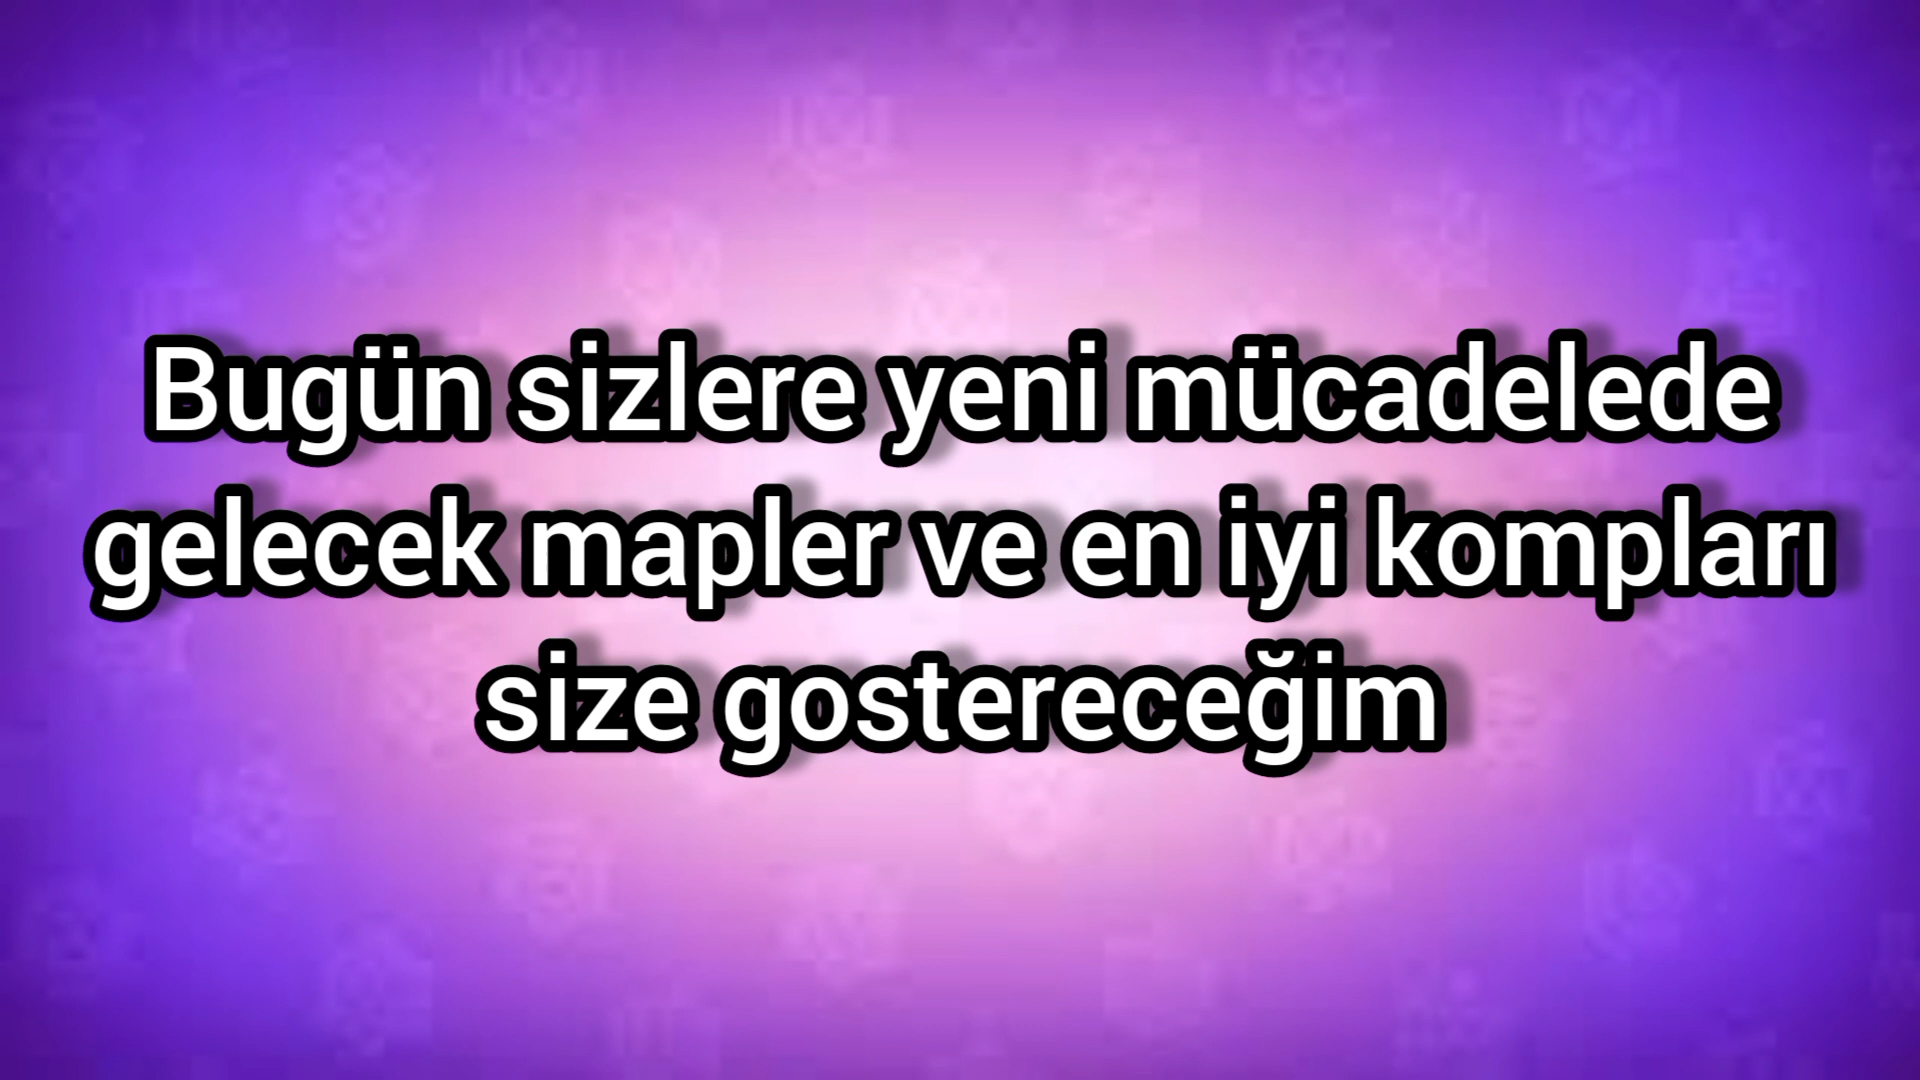 Bugün sizlere yeni mücadelede
gelecek mapler ve en iyi kompları
size gostereceğim